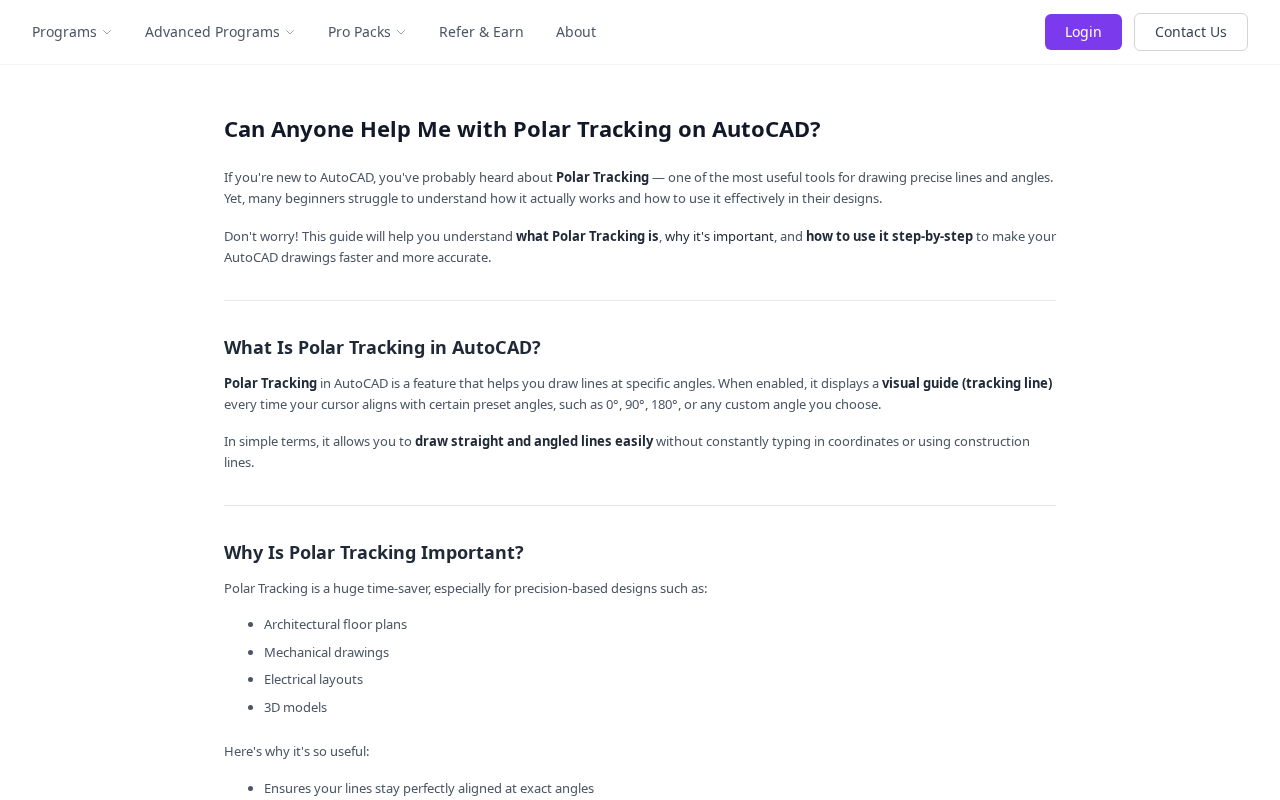 Programs
Advanced Programs
Pro Packs
Refer & Earn
About
Login
Contact Us
Can Anyone Help Me with Polar Tracking on AutoCAD?
If you're new to AutoCAD, you've probably heard about Polar Tracking — one of the most useful tools for drawing precise lines and angles.
Yet, many beginners struggle to understand how it actually works and how to use it effectively in their designs.
Don't worry! This guide will help you understand what Polar Tracking is, why it's important, and how to use it step-by-step to make your
AutoCAD drawings faster and more accurate.
What Is Polar Tracking in AutoCAD?
Polar Tracking in AutoCAD is a feature that helps you draw lines at specific angles. When enabled, it displays a visual guide (tracking line)
every time your cursor aligns with certain preset angles, such as 0°, 90°, 180°, or any custom angle you choose.
In simple terms, it allows you to draw straight and angled lines easily without constantly typing in coordinates or using construction
lines.
Why Is Polar Tracking Important?
Polar Tracking is a huge time-saver, especially for precision-based designs such as:
• Architectural floor plans
• Mechanical drawings
• Electrical layouts
• 3D models
Here's why it's so useful:
• Ensures your lines stay perfectly aligned at exact angles